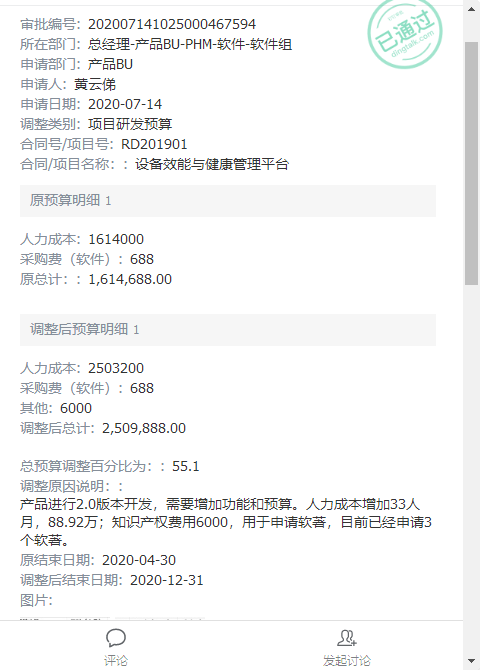 审批编号: 202007141025000467594
所在部门: 总经理-产品BU-PHM-软件-软件组
申请部门: 产品BU
申请人: 黄云俤
申请日期: 2020-07-14
调整类别: 项目研发预算
合同号/项目号: RD201901
合同/项目名称: : 设备效能与健康管理平台
已通过
dingtalk.com
原预算明细 1
人力成本: 1614000
采购费（软件）: 688
原总计: : 1,614,688.00
调整后预算明细 1
人力成本: 2503200
采购费（软件）: 688
其他: 6000
调整后总计: 2,509,888.00
总预算调整百分比为: : 55.1
调整原因说明: :
产品进行2.0版本开发，需要增加功能和预算。人力成本增加33人
月，88.92万；知识产权费用6000，用于申请软著，目前已经申请3
个软著。
原结束日期: 2020-04-30
调整后结束日期: 2020-12-31
图片:
评论
发起讨论